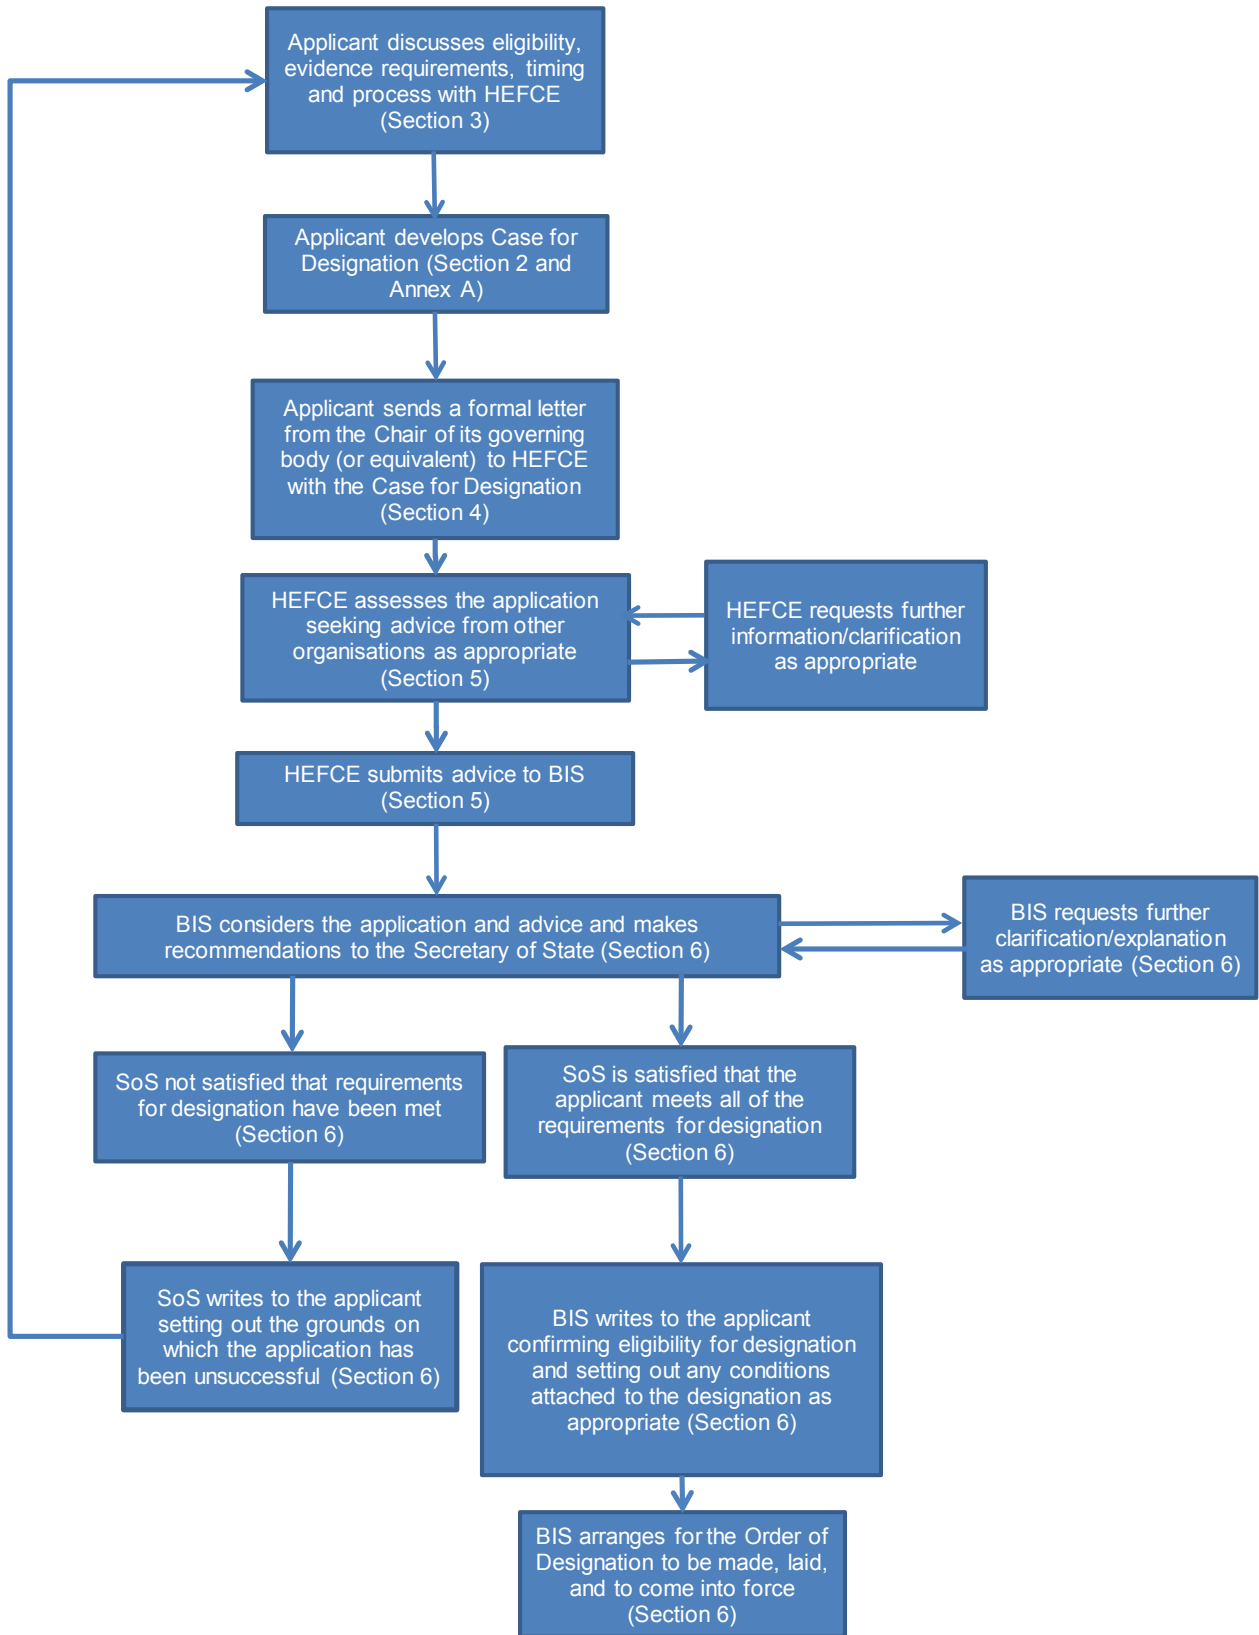 Applicant discusses eligibility,
evidence requirements, timing
and process with HEFCE
(Section 3)
Applicant develops Case for
Designation (Section 2 and
Annex A)
Applicant sends a formal letter
from the Chair of its governing
body (or equivalent) to HEFCE
with the Case for Designation
(Section 4)
HEFCE assesses the application
seeking advice from other
organisations as appropriate
(Section 5)
HEFCE requests further
information/clarification
as appropriate
HEFCE submits advice to BIS
(Section 5)
BIS considers the application and advice and makes
recommendations to the Secretary of State (Section 6)
BIS requests further
clarification/explanation
as appropriate (Section 6)
SoS not satisfied that requirements
for designation have been met
(Section 6)
SoS is satisfied that the
applicant meets all of the
requirements for designation
(Section 6)
SoS writes to the applicant
setting out the grounds on
which the application has
been unsuccessful (Section 6)
BIS writes to the applicant
confirming eligibility for designation
and setting out any conditions
attached to the designation as
appropriate (Section 6)
BIS arranges for the Order of
Designation to be made, laid,
and to come into force
(Section 6)